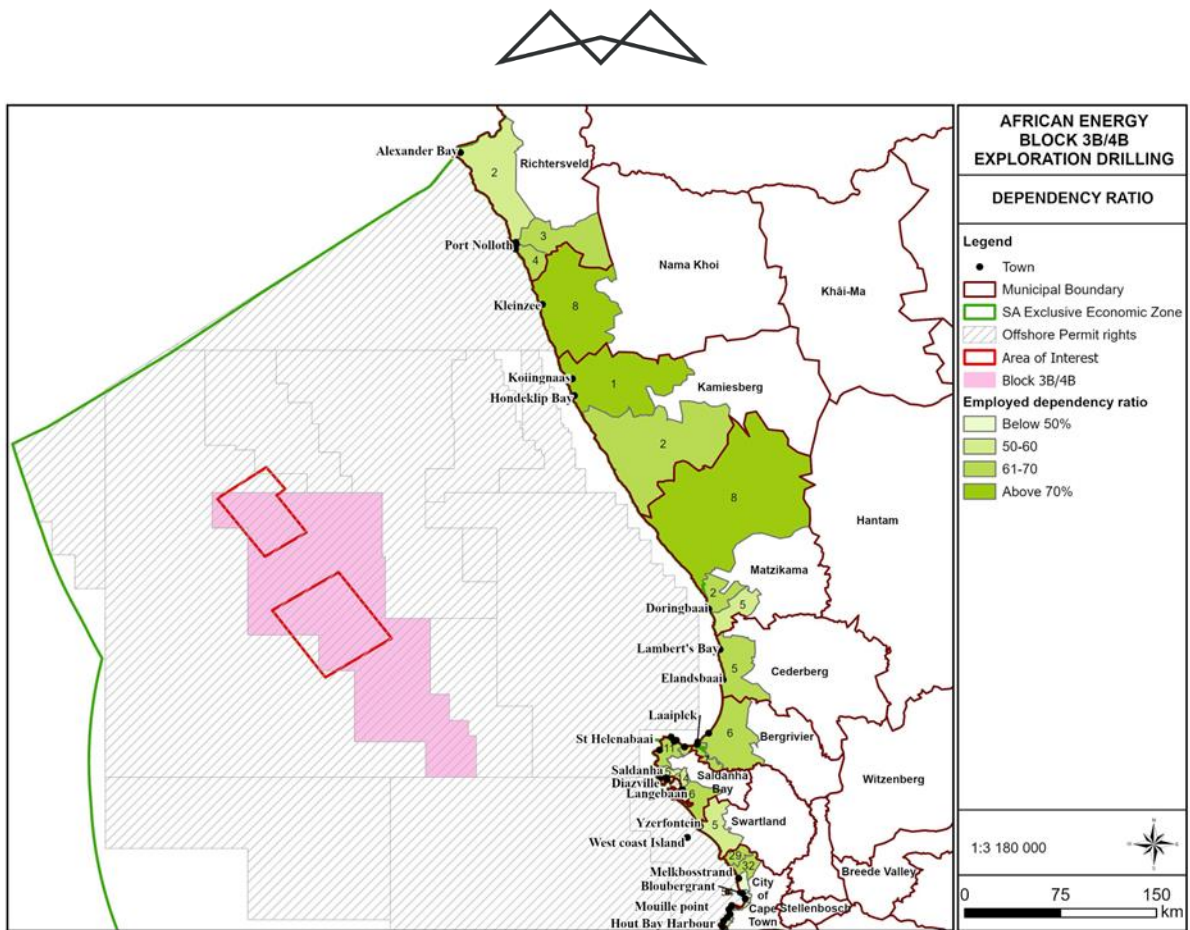 AFRICAN ENERGY
BLOCK 3B/4B
EXPLORATION DRILLING
DEPENDENCY RATIO
Legend
Town
Municipal Boundary
SA Exclusive Economic Zone
Offshore Permit rights
Area of Interest
Block 3B/4B
Employed dependency ratio
Below 50%
50-60
61-70
Above 70%
1:3 180 000
0 75 150
km
Alexander Bay
2
Richtersveld
3
Port Nolloth
4
Nama Khoi
Khâi-Ma
Kleinzee
8
Koiingnaas
1
Kamiesberg
Hondeklip Bay
2
8
Hantam
Matzikama
2
5
Doringbaai
Lambert's Bay
5
Cederberg
Elandsbaai
Laaiplek
6
Bergrivier
St Helenabaai
11
Witzenberg
Saldanha
5
14
Saldanha
Bay
Diazville
Langebaan
6
Yzerfontein
5
Swartland
West coast Island
29
32
Melkbosstrand
Breede Valley
Bloubergrant
City
of
Cape
Town
Stellenbosch
Mouille point
Hout Bay Harbour